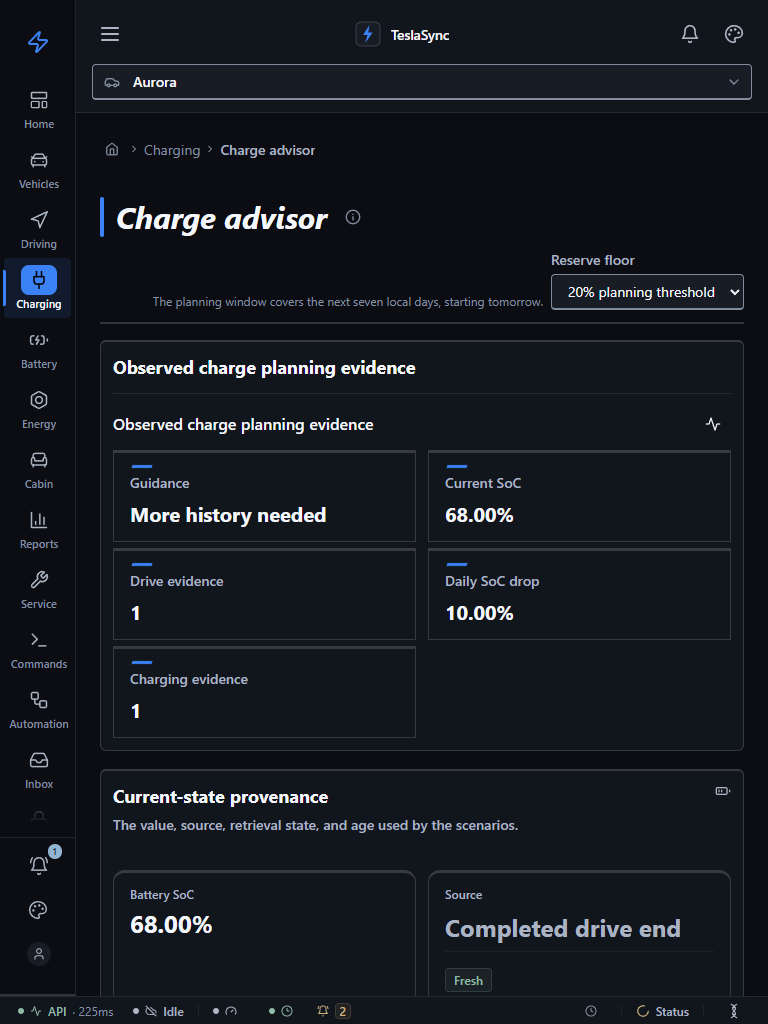 TeslaSync
Aurora
Home
Vehicles
Driving
Charging
Battery
Energy
Cabin
Reports
Service
Commands
Automation
Inbox
1
Charging
Charge advisor
Charge advisor
Reserve floor
The planning window covers the next seven local days, starting tomorrow.
20% planning threshold
Observed charge planning evidence
Observed charge planning evidence
Guidance
More history needed
Current SoC
68.00%
Drive evidence
1
Daily SoC drop
10.00%
Charging evidence
1
Current-state provenance
The value, source, retrieval state, and age used by the scenarios.
Battery SoC
68.00%
Source
Completed drive end
Fresh
API · 225ms
Idle
2
Status